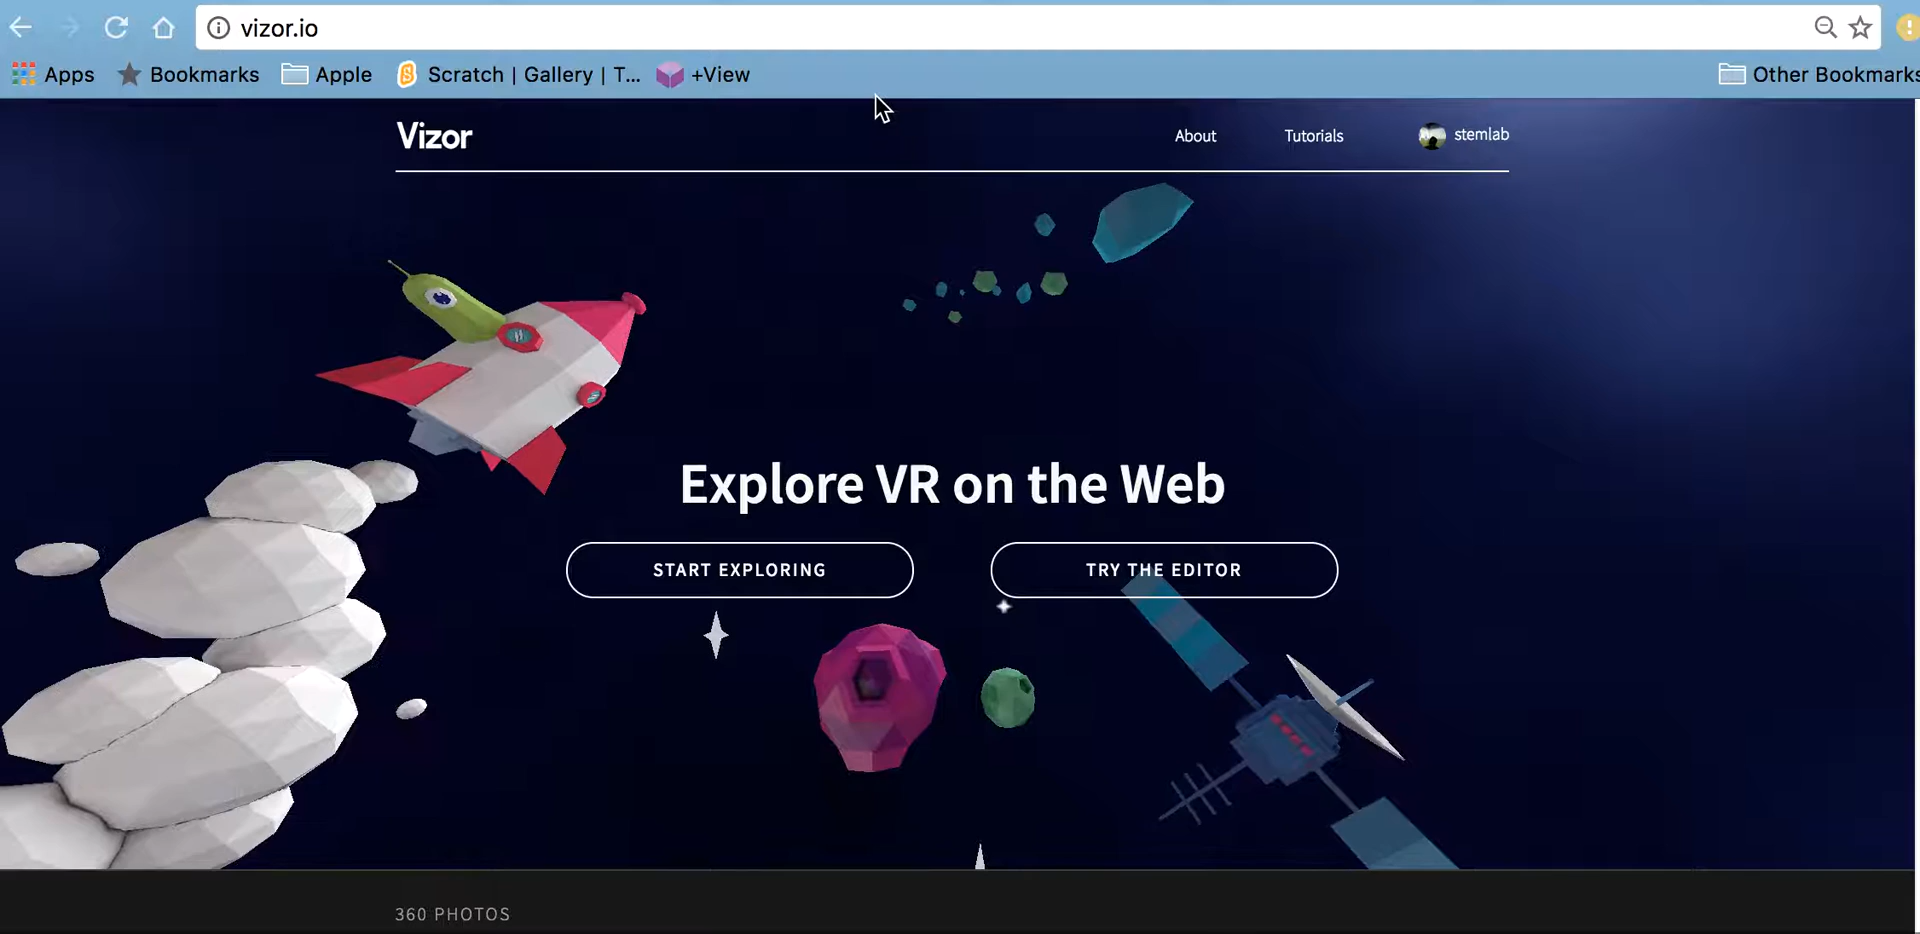 vizor.io
Apps Bookmarks Apple Scratch | Gallery | T... +View Other Bookmarks
Vizor About Tutorials stemlab
Explore VR on the Web
START EXPLORING TRY THE EDITOR
360 PHOTOS